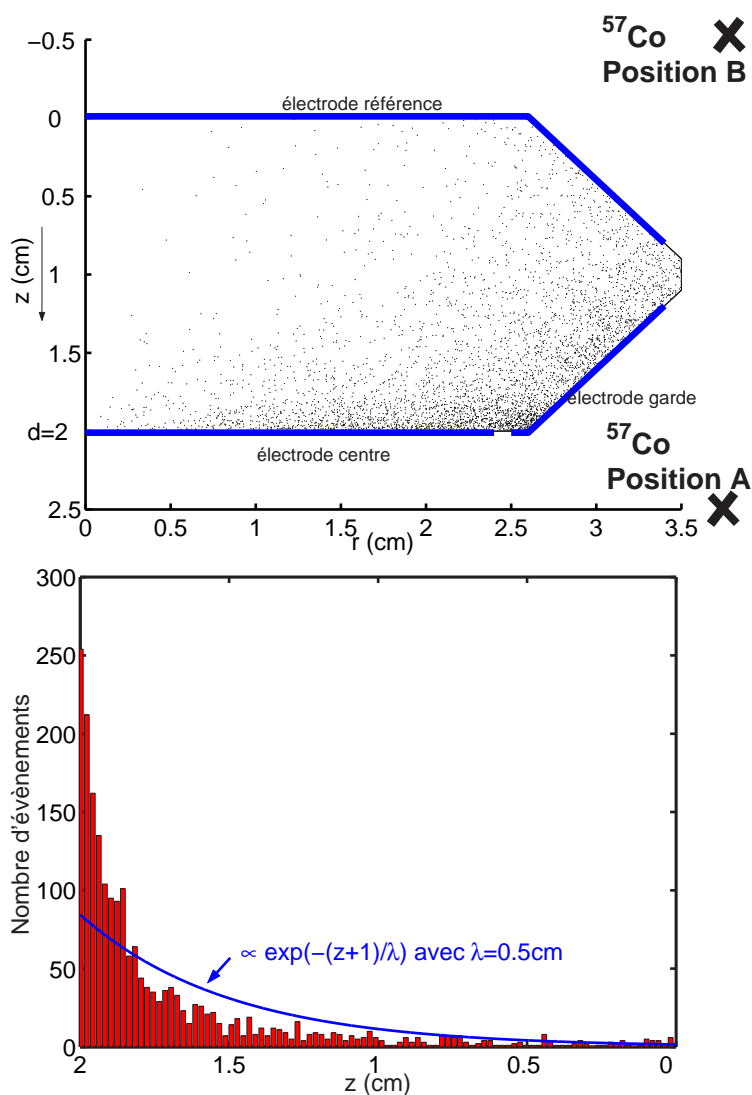 ⁵⁷Co
Position B
−0.5
électrode référence
0
0.5
z (cm)
1
1.5
électrode garde
d=2
électrode centre
⁵⁷Co
Position A
2.5
0 0.5 1 1.5 2 2.5 3 3.5
r (cm)
300
250
200
150
100
50
0
Nombre d'évènements
∝ exp(−(z+1)/λ) avec λ=0.5cm
2 1.5 1 0.5 0
z (cm)